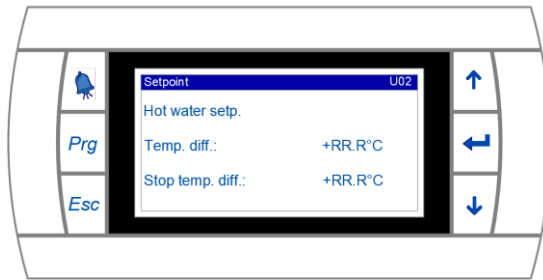 Setpoint U02
Hot water setp.
Prg
Temp. diff.: +RR.R°C
Stop temp. diff.: +RR.R°C
Esc